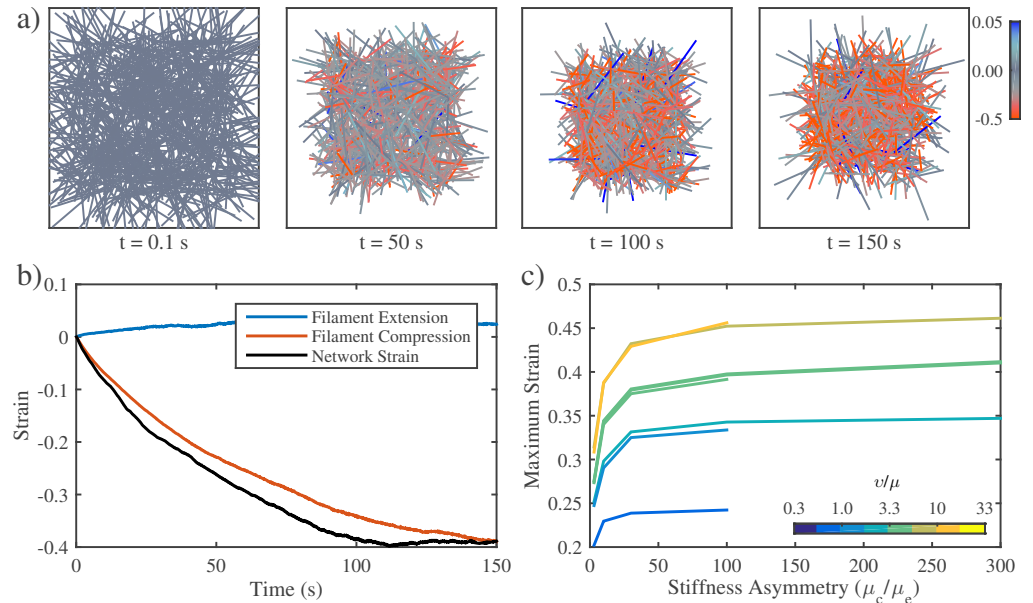 a)
0.05
0.00
-0.5
t = 0.1 s
t = 50 s
t = 100 s
t = 150 s
b)
0.1
0
-0.1
-0.2
-0.3
-0.4
Strain
Filament Extension
Filament Compression
Network Strain
0
50
100
150
Time (s)
c)
0.5
0.45
0.4
0.35
0.3
0.25
0.2
Maximum Strain
υ/μ
0.3
1.0
3.3
10
33
0
50
100
150
200
250
300
Stiffness Asymmetry (μc/μe)